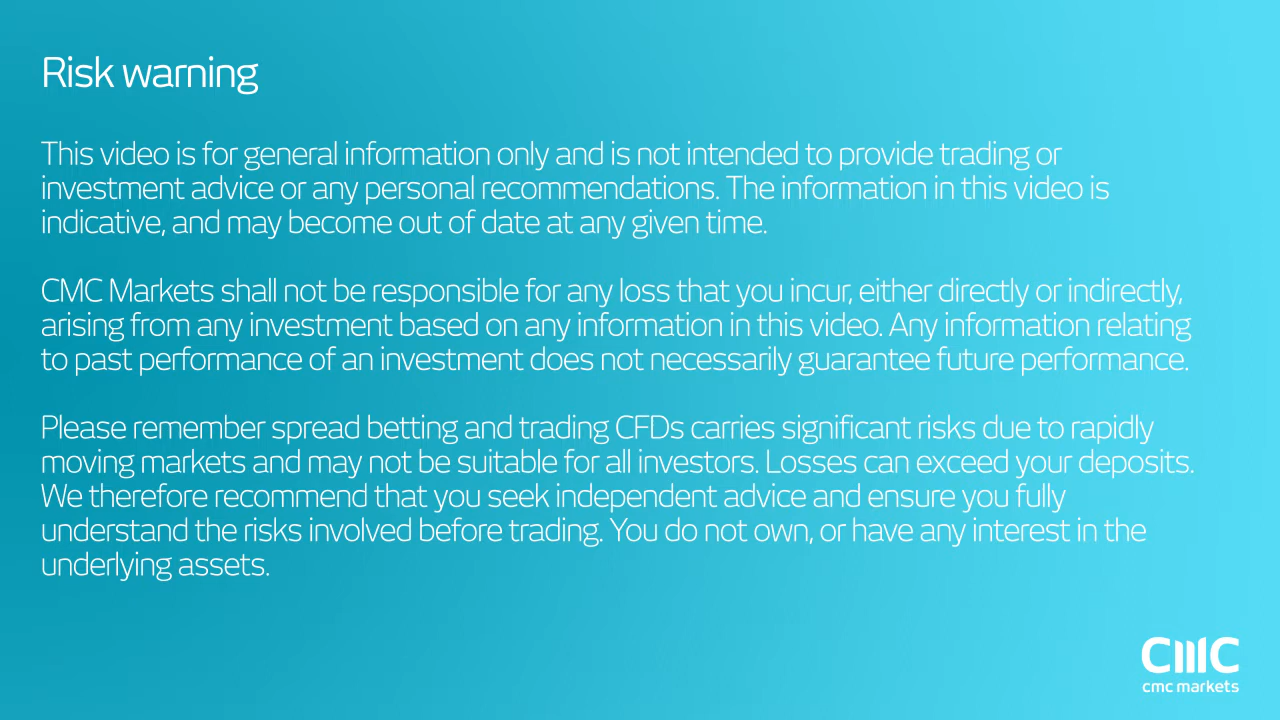 Risk warning
This video is for general information only and is not intended to provide trading or
investment advice or any personal recommendations. The information in this video is
indicative, and may become out of date at any given time.
CMC Markets shall not be responsible for any loss that you incur, either directly or indirectly,
arising from any investment based on any information in this video. Any information relating
to past performance of an investment does not necessarily guarantee future performance.
Please remember spread betting and trading CFDs carries significant risks due to rapidly
moving markets and may not be suitable for all investors. Losses can exceed your deposits.
We therefore recommend that you seek independent advice and ensure you fully
understand the risks involved before trading. You do not own, or have any interest in the
underlying assets.
CMC
cmc markets